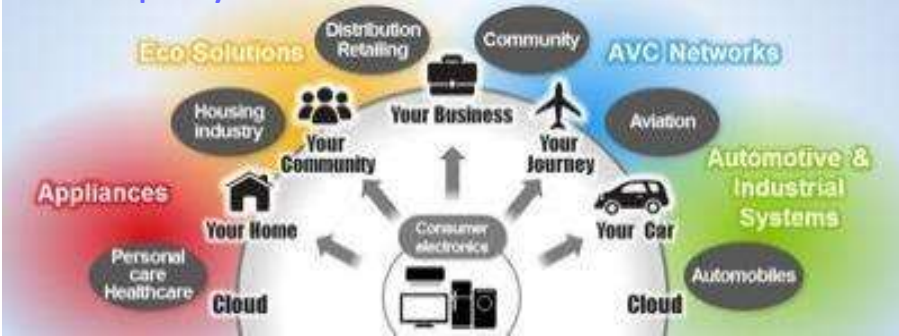 Distribution
Retailing
Community
Eco Solutions
AVC Networks
Your Business
Housing
industry
Your
Community
Your
Journey
Aviation
Appliances
Automotive &
Industrial
Systems
Your Home
Consumer
electronics
Your Car
Personal
care
Healthcare
Automobiles
Cloud
Cloud